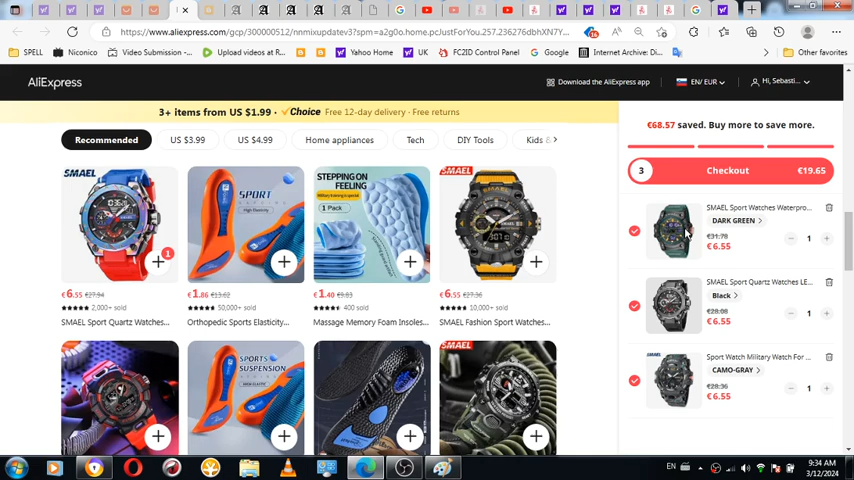 https://www.aliexpress.com/gcp/300000512/nnmixupdatev3?spm=a2g0o.home.pcJustForYou.257.236276dbhXN7Y...
SPELL
Niconico
Video Submission -...
Upload videos at R...
Yahoo Home
UK
FC2ID Control Panel
Google
Internet Archive: Di...
Other favorites
AliExpress
Download the AliExpress app
EN/ EUR
Hi, Sebasti...
3+ items from US $1.99 · Choice Free 12-day delivery · Free returns
Recommended
US $3.99
US $4.99
Home appliances
Tech
DIY Tools
Kids &
€68.57 saved. Buy more to save more.
3 Checkout €19.65
SMAEL
SPORT
High Elasticity
STEPPING ON
FEELING
1 Pack
SMAEL
1
€6.55 €27.94
2,000+ sold
SMAEL Sport Quartz Watches...
€1.86 €13.62
50,000+ sold
Orthopedic Sports Elasticity...
€1.40 €9.83
400 sold
Massage Memory Foam Insoles...
€6.55 €27.36
10,000+ sold
SMAEL Fashion Sport Watches...
SPORTS
SUSPENSION
HIGH ELASTIC
SMAEL
SMAEL Sport Watches Waterpro...
DARK GREEN
€31.78
€6.55
1
SMAEL Sport Quartz Watches LE...
Black
€28.08
€6.55
1
Sport Watch Military Watch For ...
CAMO-GRAY
€28.36
€6.55
1
EN
9:34 AM
3/12/2024